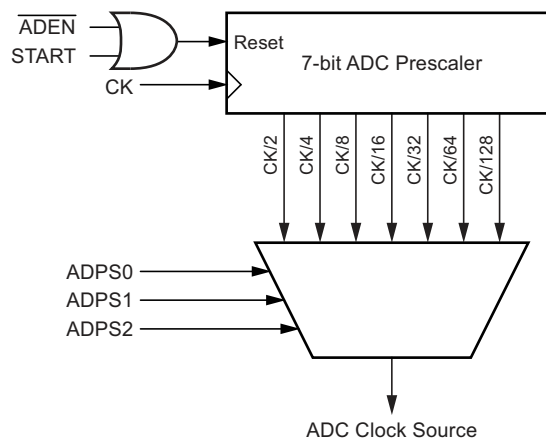 ADEN
START
Reset
7-bit ADC Prescaler
CK
CK/2
CK/4
CK/8
CK/16
CK/32
CK/64
CK/128
ADPS0
ADPS1
ADPS2
ADC Clock Source